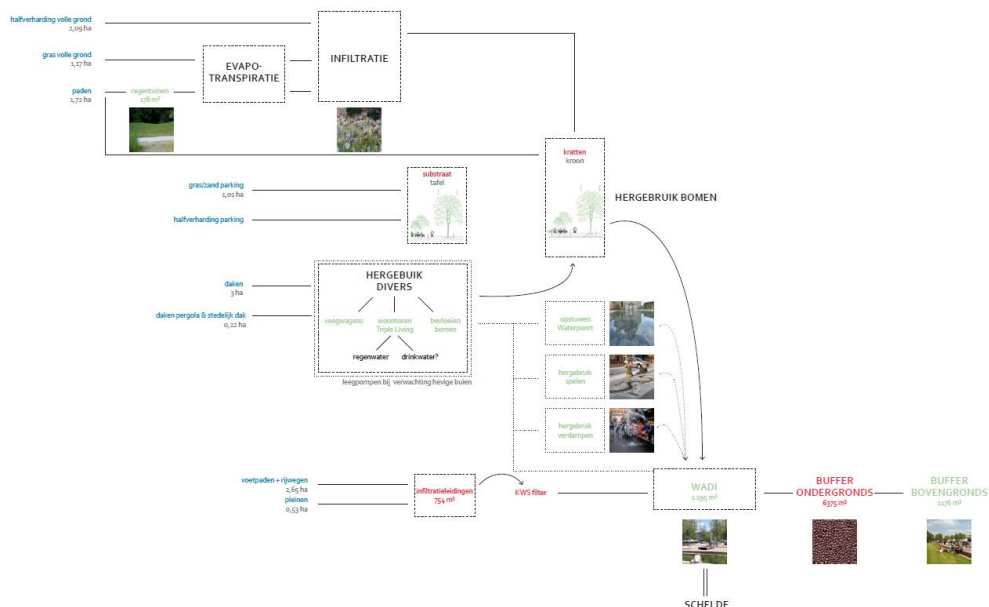 halfverharding volle grond
2,09 ha
gras volle grond
1,17 ha
paden
1,72 ha
regentuinen
178 m³
EVAPO-
TRANSPIRATIE
INFILTRATIE
kratten
kroon
substraat
tafel
gras/zand parking
1,01 ha
halfverharding parking
HERGEBRUIK BOMEN
daken
3 ha
daken pergola & stedelijk dak
0,22 ha
HERGEBUIK
DIVERS
veegwagens
woontoren
Triple Living
bevloeien
bomen
regenwater
drinkwater?
leegpompen bij verwachting hevige buien
opstuwen
Waterpoort
hergebruik
spelen
hergebruik
verdampen
voetpaden + rijwegen
2,65 ha
pleinen
0,53 ha
infiltratieleidingen
754 m³
KWS filter
WADI
1 195 m³
BUFFER
ONDERGRONDS
6375 m³
BUFFER
BOVENGRONDS
1276 m³
SCHELDE